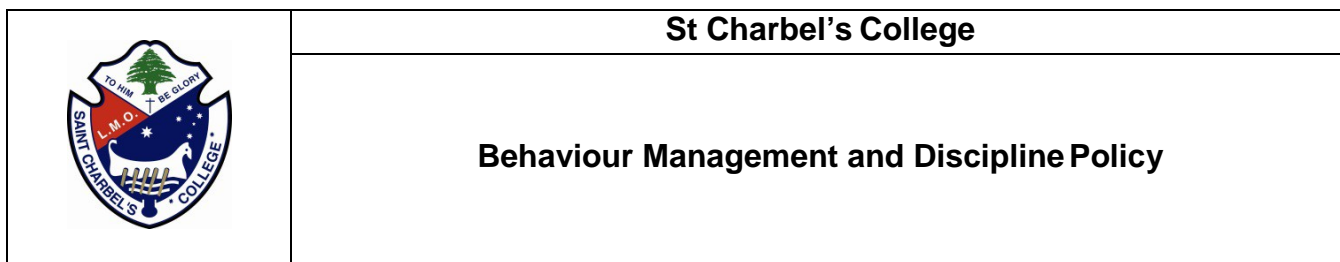 St Charbel's College
TO HIM BE GLORY
L.M.O.
SAINT CHARBEL'S • COLLEGE •
Behaviour Management and Discipline Policy